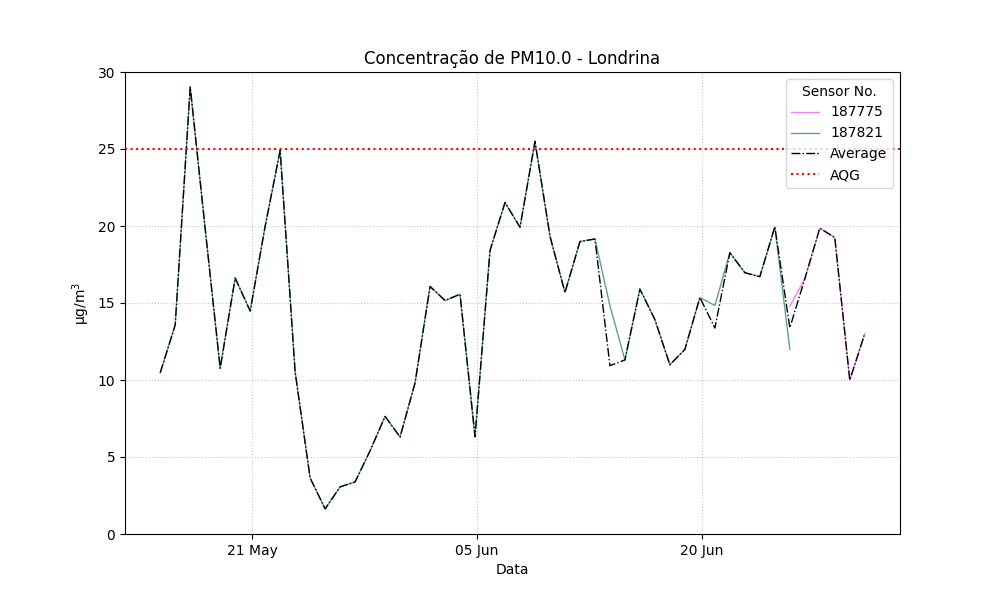 Concentração de PM10.0 - Londrina
30
25
20
15
10
5
0
µg/m³
Sensor No.
187775
187821
Average
AQG
21 May
05 Jun
20 Jun
Data